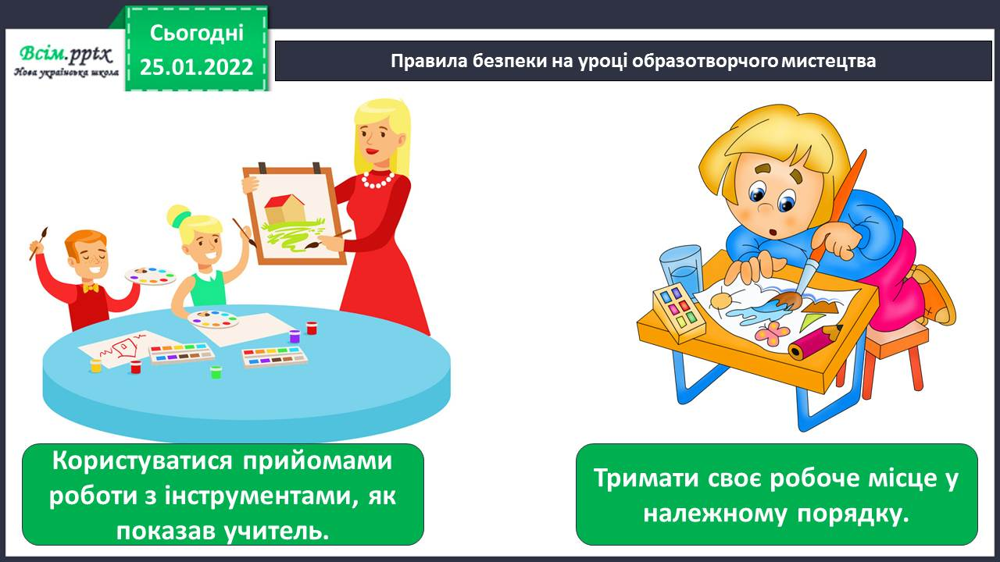 Всім.pptx
Нова українська школа
Сьогодні
25.01.2022
Правила безпеки на уроці образотворчого мистецтва
Користуватися прийомами
роботи з інструментами, як
показав учитель.
Тримати своє робоче місце у
належному порядку.